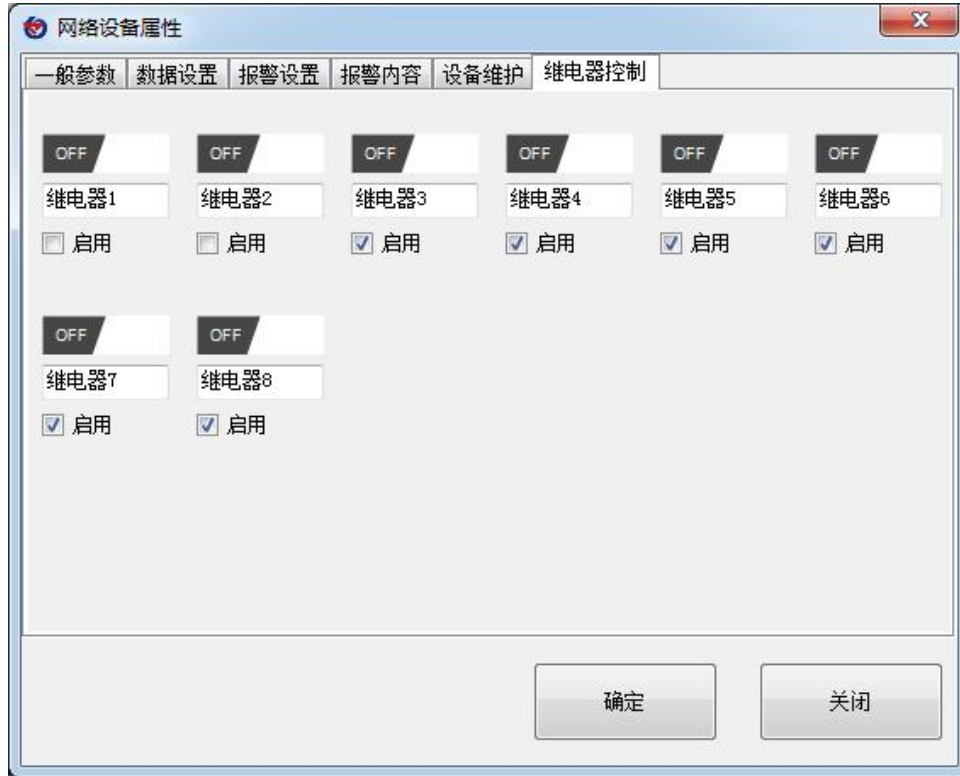 网络设备属性
一般参数 数据设置 报警设置 报警内容 设备维护 继电器控制
OFF OFF OFF OFF OFF OFF
继电器1 继电器2 继电器3 继电器4 继电器5 继电器6
启用 启用 启用 启用 启用 启用
OFF OFF
继电器7 继电器8
启用 启用
确定 关闭